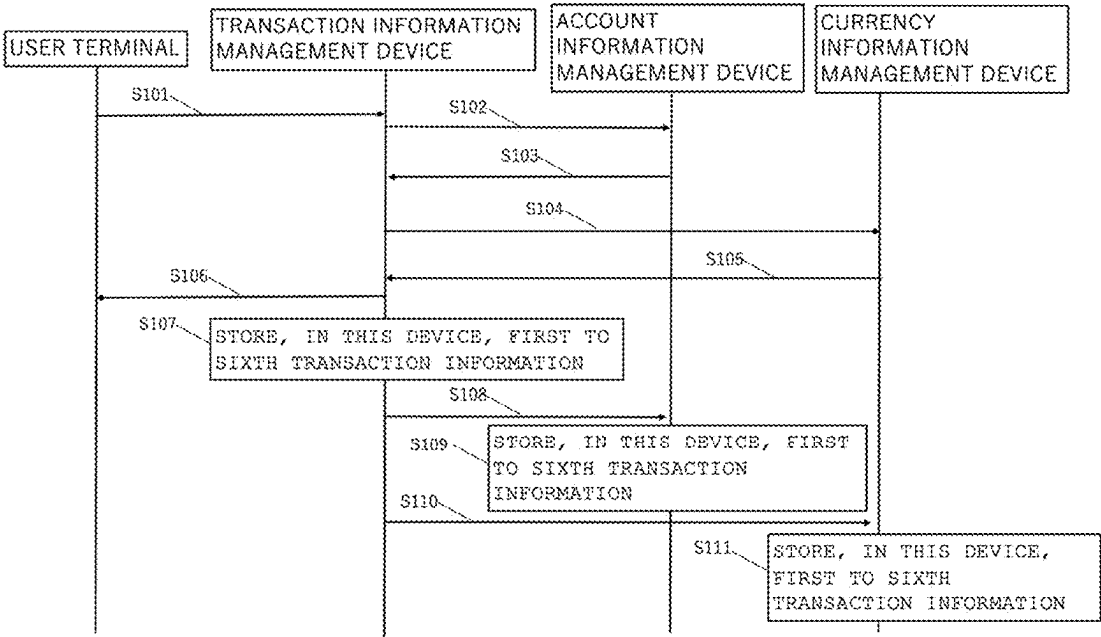 USER TERMINAL
TRANSACTION INFORMATION
MANAGEMENT DEVICE
ACCOUNT
INFORMATION
MANAGEMENT DEVICE
CURRENCY
INFORMATION
MANAGEMENT DEVICE
S101
S102
S103
S104
S105
S106
S107
STORE, IN THIS DEVICE, FIRST TO
SIXTH TRANSACTION INFORMATION
S108
S109
STORE, IN THIS DEVICE, FIRST
TO SIXTH TRANSACTION
INFORMATION
S110
S111
STORE, IN THIS DEVICE,
FIRST TO SIXTH
TRANSACTION INFORMATION